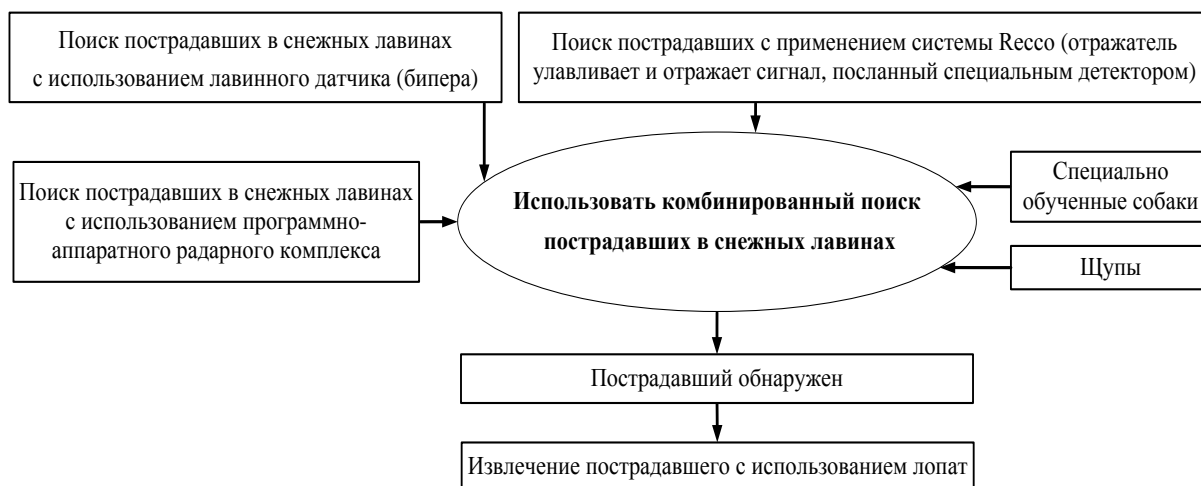 Поиск пострадавших в снежных лавинах
с использованием лавинного датчика (бипера)
Поиск пострадавших с применением системы Recco (отражатель
улавливает и отражает сигнал, посланный специальным детектором)
Поиск пострадавших в снежных лавинах
с использованием программно-
аппаратного радарного комплекса
Использовать комбинированный поиск
пострадавших в снежных лавинах
Специально
обученные собаки
Щупы
Пострадавший обнаружен
Извлечение пострадавшего с использованием лопат